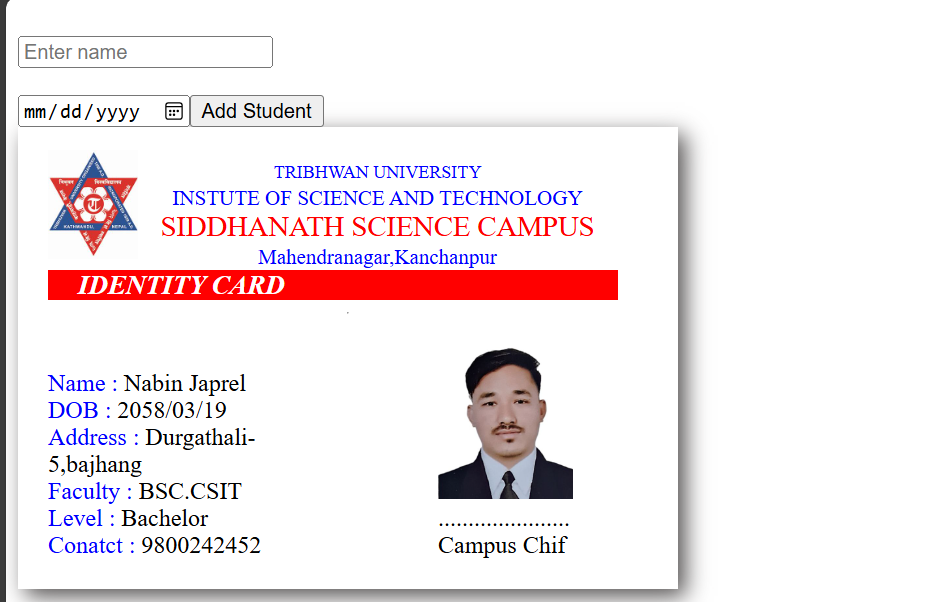 Enter name
mm/dd/yyyy Add Student
TRIBHWAN UNIVERSITY
INSTUTE OF SCIENCE AND TECHNOLOGY
SIDDHANATH SCIENCE CAMPUS
Mahendranagar,Kanchanpur
IDENTITY CARD
Name : Nabin Japrel
DOB : 2058/03/19
Address : Durgathali-
5,bajhang
Faculty : BSC.CSIT
Level : Bachelor
Conatct : 9800242452
......................
Campus Chif